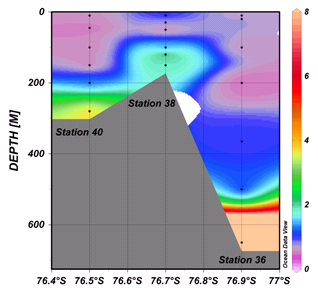 0
200
400
600
DEPTH [M]
Station 40
Station 38
Station 36
76.4°S 76.5°S 76.6°S 76.7°S 76.8°S 76.9°S 77°S
Ocean Data View
8
6
4
2
0